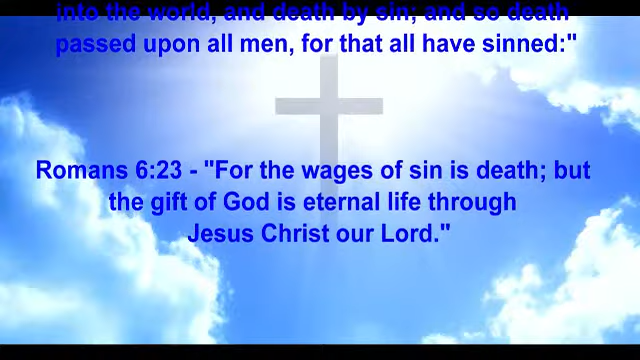 into the world, and death by sin; and so death
passed upon all men, for that all have sinned:"
Romans 6:23 - "For the wages of sin is death; but
the gift of God is eternal life through
Jesus Christ our Lord."